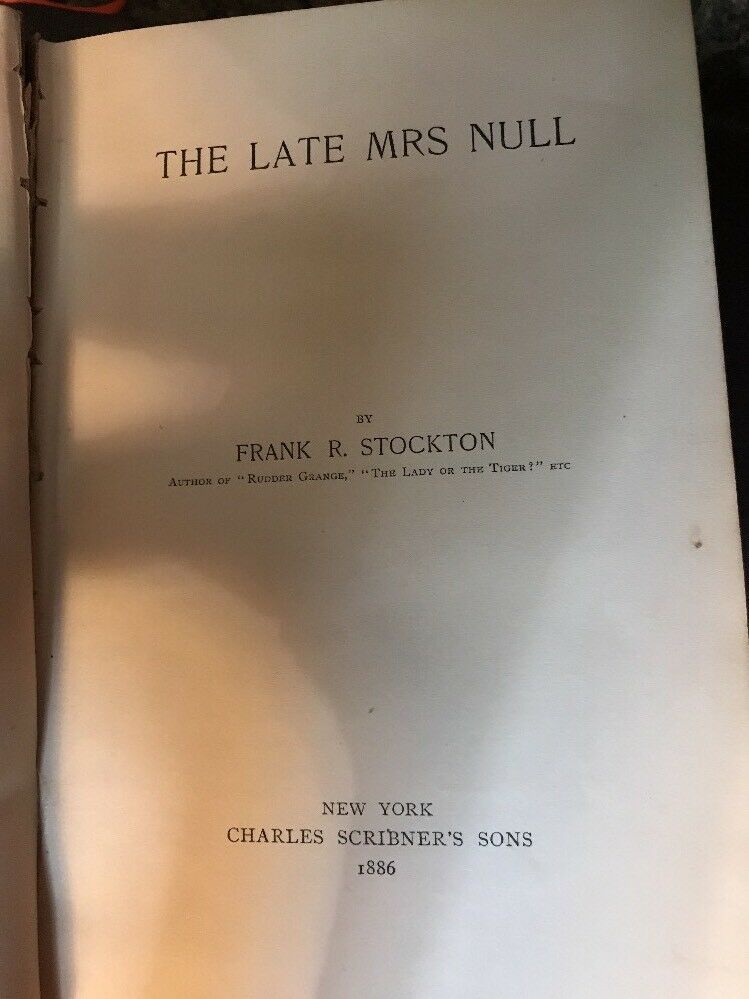 THE LATE MRS NULL
BY
FRANK R. STOCKTON
AUTHOR OF "RUDDER GRANGE," "THE LADY OR THE TIGER?" ETC
NEW YORK
CHARLES SCRIBNER'S SONS
1886